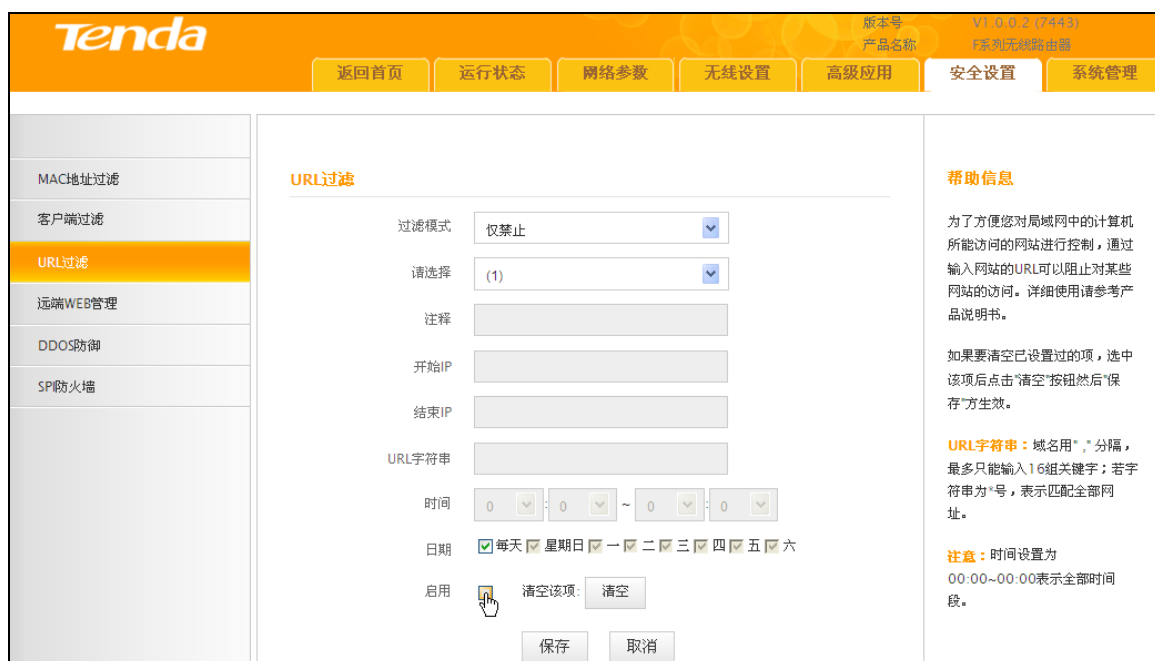 Tenda
版本号 V1.0.0.2 (7443)
产品名称 F系列无线路由器
返回首页 运行状态 网络参数 无线设置 高级应用 安全设置 系统管理
MAC地址过滤
客户端过滤
URL过滤
远端WEB管理
DDOS防御
SPI防火墙
URL过滤
过滤模式 仅禁止
请选择 (1)
注释
开始IP
结束IP
URL字符串
时间 0 : 0 ~ 0 : 0
日期 每天 星期日 一 二 三 四 五 六
启用 清空该项: 清空
保存 取消
帮助信息
为了方便您对局域网中的计算机
所能访问的网站进行控制，通过
输入网站的URL可以阻止对某些
网站的访问。详细使用请参考产
品说明书。
如果要清空已设置过的项，选中
该项后点击"清空"按钮然后"保
存"方生效。
URL字符串：域名用" ," 分隔，
最多只能输入16组关键字；若字
符串为*号，表示匹配全部网
址。
注意：时间设置为
00:00~00:00表示全部时间
段。